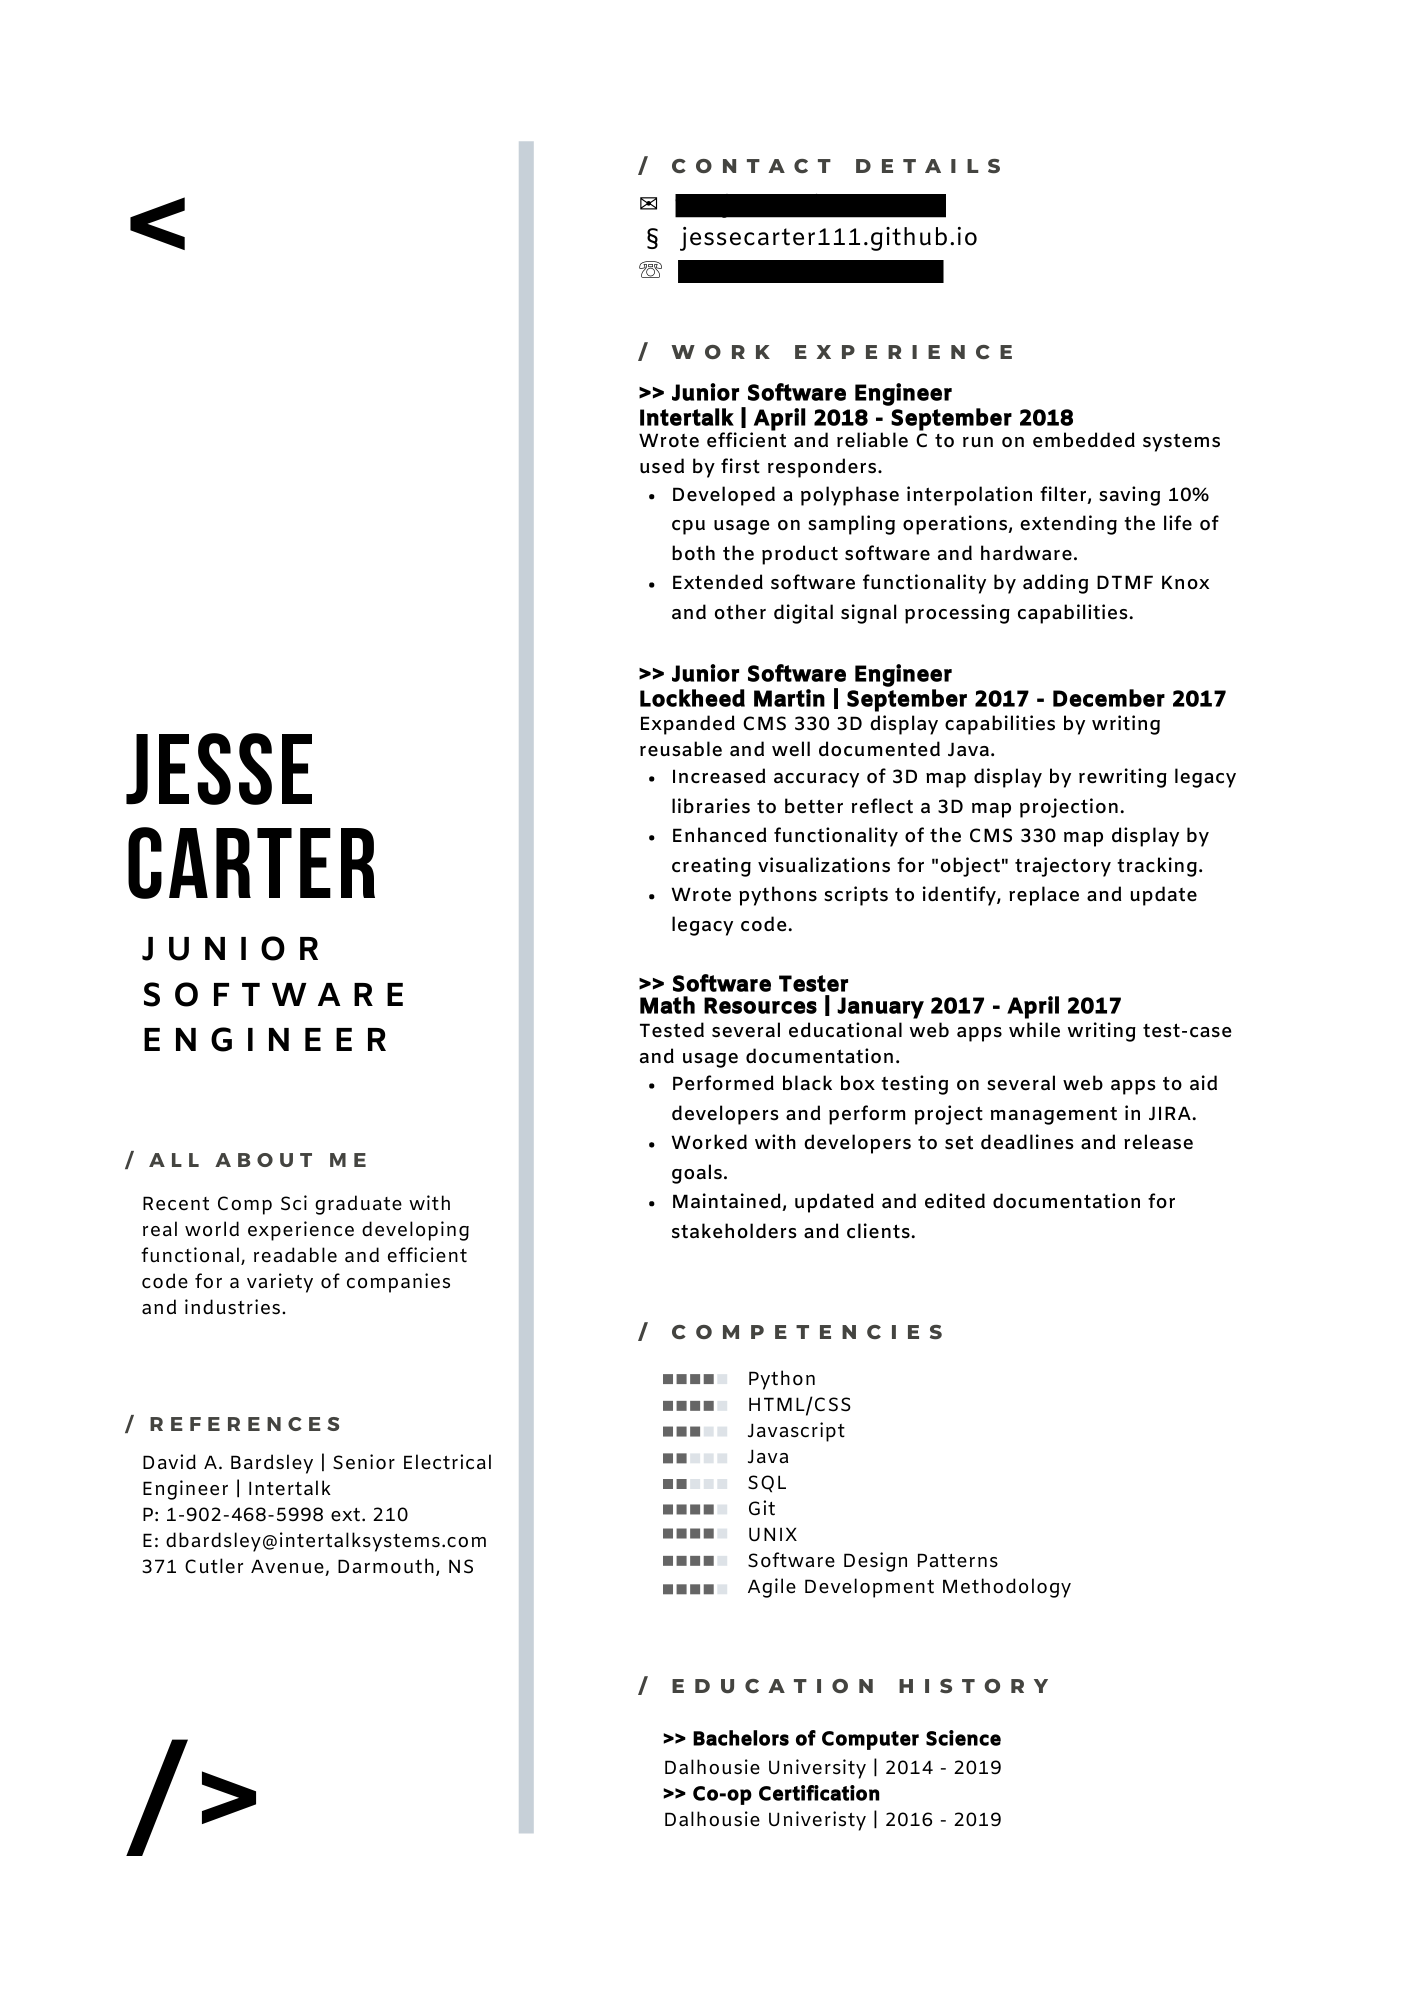 <
JESSE
CARTER
JUNIOR
SOFTWARE
ENGINEER
/ ALL ABOUT ME
Recent Comp Sci graduate with
real world experience developing
functional, readable and efficient
code for a variety of companies
and industries.
/ REFERENCES
David A. Bardsley | Senior Electrical
Engineer | Intertalk
P: 1-902-468-5998 ext. 210
E: dbardsley@intertalksystems.com
371 Cutler Avenue, Darmouth, NS
/>
/ CONTACT DETAILS
✉
§ jessecarter111.github.io
☏
/ WORK EXPERIENCE
>> Junior Software Engineer
Intertalk | April 2018 - September 2018
Wrote efficient and reliable C to run on embedded systems
used by first responders.
• Developed a polyphase interpolation filter, saving 10%
cpu usage on sampling operations, extending the life of
both the product software and hardware.
• Extended software functionality by adding DTMF Knox
and other digital signal processing capabilities.
>> Junior Software Engineer
Lockheed Martin | September 2017 - December 2017
Expanded CMS 330 3D display capabilities by writing
reusable and well documented Java.
• Increased accuracy of 3D map display by rewriting legacy
libraries to better reflect a 3D map projection.
• Enhanced functionality of the CMS 330 map display by
creating visualizations for "object" trajectory tracking.
• Wrote pythons scripts to identify, replace and update
legacy code.
>> Software Tester
Math Resources | January 2017 - April 2017
Tested several educational web apps while writing test-case
and usage documentation.
• Performed black box testing on several web apps to aid
developers and perform project management in JIRA.
• Worked with developers to set deadlines and release
goals.
• Maintained, updated and edited documentation for
stakeholders and clients.
/ COMPETENCIES
Python
HTML/CSS
Javascript
Java
SQL
Git
UNIX
Software Design Patterns
Agile Development Methodology
/ EDUCATION HISTORY
>> Bachelors of Computer Science
Dalhousie University | 2014 - 2019
>> Co-op Certification
Dalhousie Univeristy | 2016 - 2019